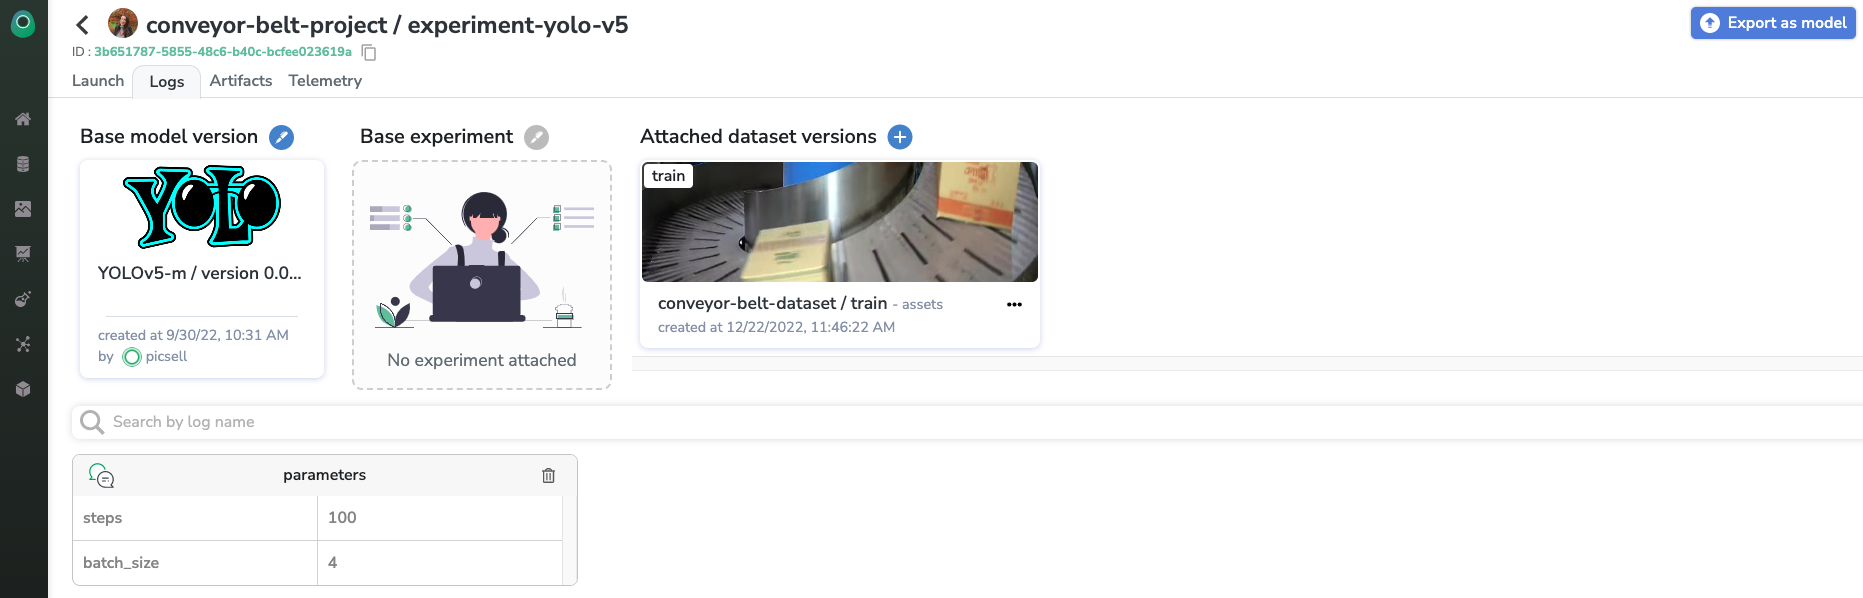 conveyor-belt-project / experiment-yolo-v5
Export as model
ID : 3b651787-5855-48c6-b40c-bcfee023619a
Launch
Logs
Artifacts
Telemetry
Base model version
Base experiment
Attached dataset versions
YOLO
YOLOv5-m / version 0.0...
created at 9/30/22, 10:31 AM
by picsell
No experiment attached
train
conveyor-belt-dataset / train - assets
created at 12/22/2022, 11:46:22 AM
Search by log name
parameters
steps 100
batch_size 4